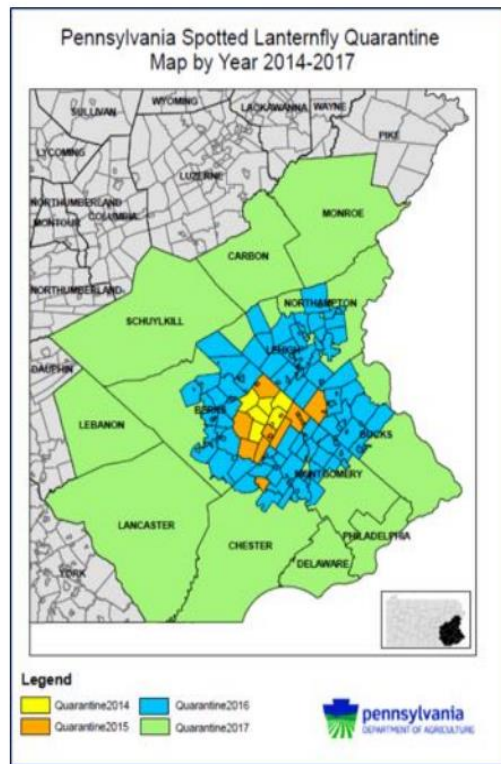 Pennsylvania Spotted Lanternfly Quarantine
Map by Year 2014-2017
SULLIVAN
WYOMING
LACKAWANNA
WAYNE
PIKE
LYCOMING
LUZERNE
NORTHUMBERLAND
MONTOUR
COLUMBIA
MONROE
CARBON
NORTHUMBERLAND
NORTHAMPTON
SCHUYLKILL
LEHIGH
DAUPHIN
BERKS
LEBANON
BUCKS
MONTGOMERY
LANCASTER
PHILADELPHIA
CHESTER
DELAWARE
YORK
Legend
Quarantine2014
Quarantine2016
Quarantine2015
Quarantine2017
pennsylvania
DEPARTMENT OF AGRICULTURE